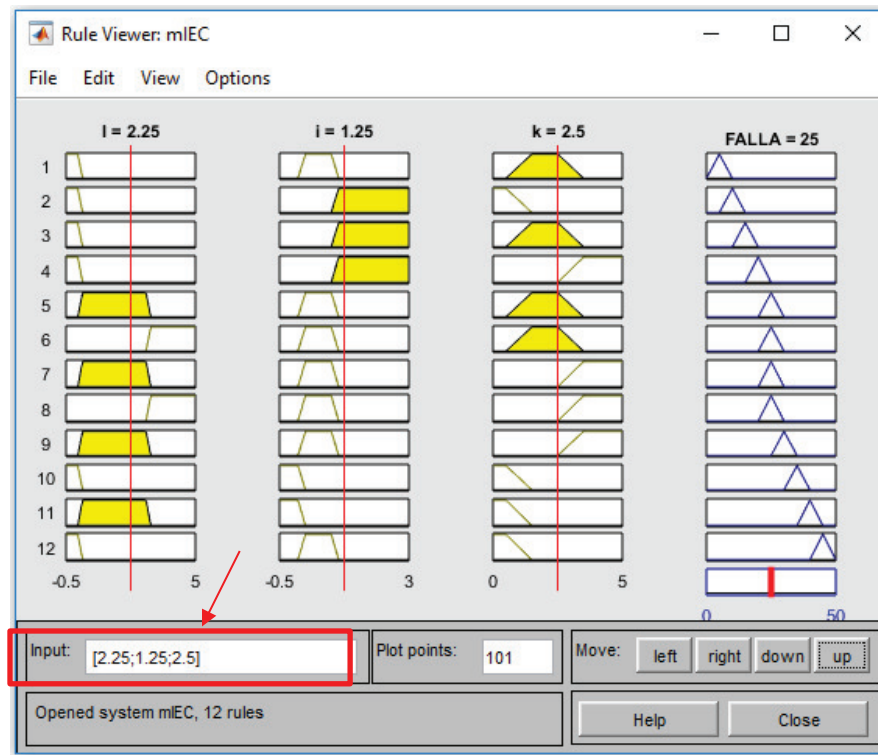 Rule Viewer: mIEC
File Edit View Options
l = 2.25 i = 1.25 k = 2.5 FALLA = 25
1
2
3
4
5
6
7
8
9
10
11
12
-0.5 5 -0.5 3 0 5
0 50
Input: [2.25;1.25;2.5] Plot points: 101 Move: left right down up
Opened system mIEC, 12 rules Help Close